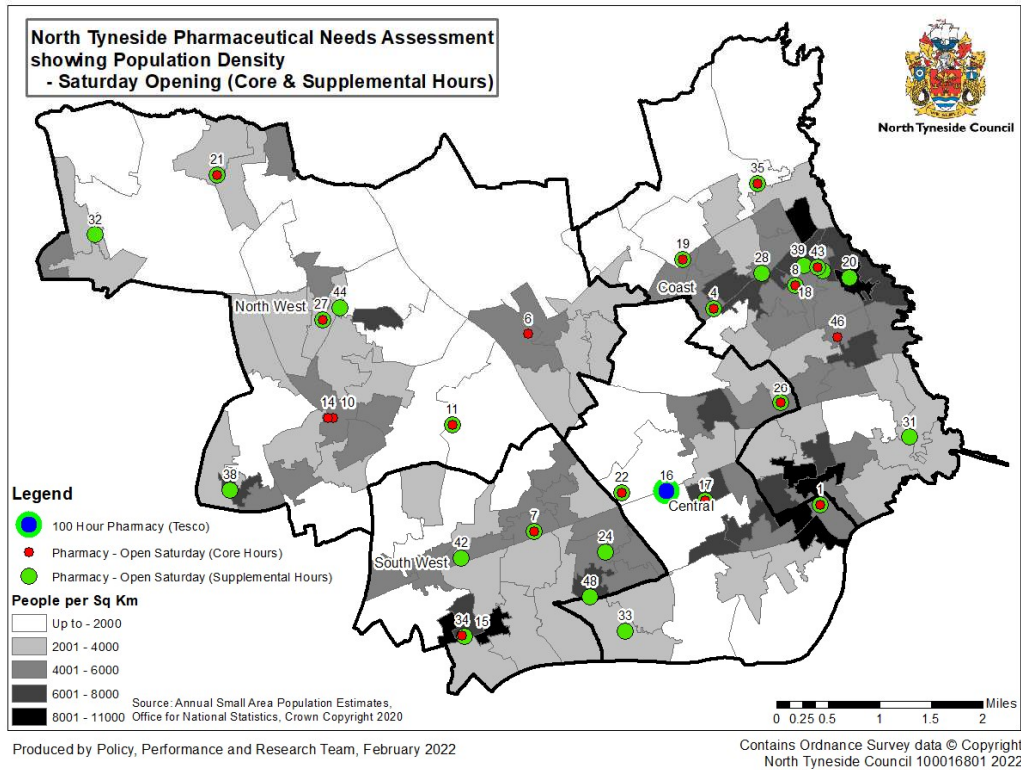 North Tyneside Pharmaceutical Needs Assessment
showing Population Density
- Saturday Opening (Core & Supplemental Hours)
North Tyneside Council
21
35
32
19
39
43
28
20
8
18
Coast
4
44
North West
27
6
46
26
14
10
11
31
38
22
16
17
Central
1
7
24
42
South West
48
34
15
33
Legend
100 Hour Pharmacy (Tesco)
Pharmacy - Open Saturday (Core Hours)
Pharmacy - Open Saturday (Supplemental Hours)
People per Sq Km
Up to - 2000
2001 - 4000
4001 - 6000
6001 - 8000
8001 - 11000
Source: Annual Small Area Population Estimates,
Office for National Statistics, Crown Copyright 2020
Miles
0 0.25 0.5 1 1.5 2
Produced by Policy, Performance and Research Team, February 2022
Contains Ordnance Survey data © Copyright
North Tyneside Council 100016801 2022